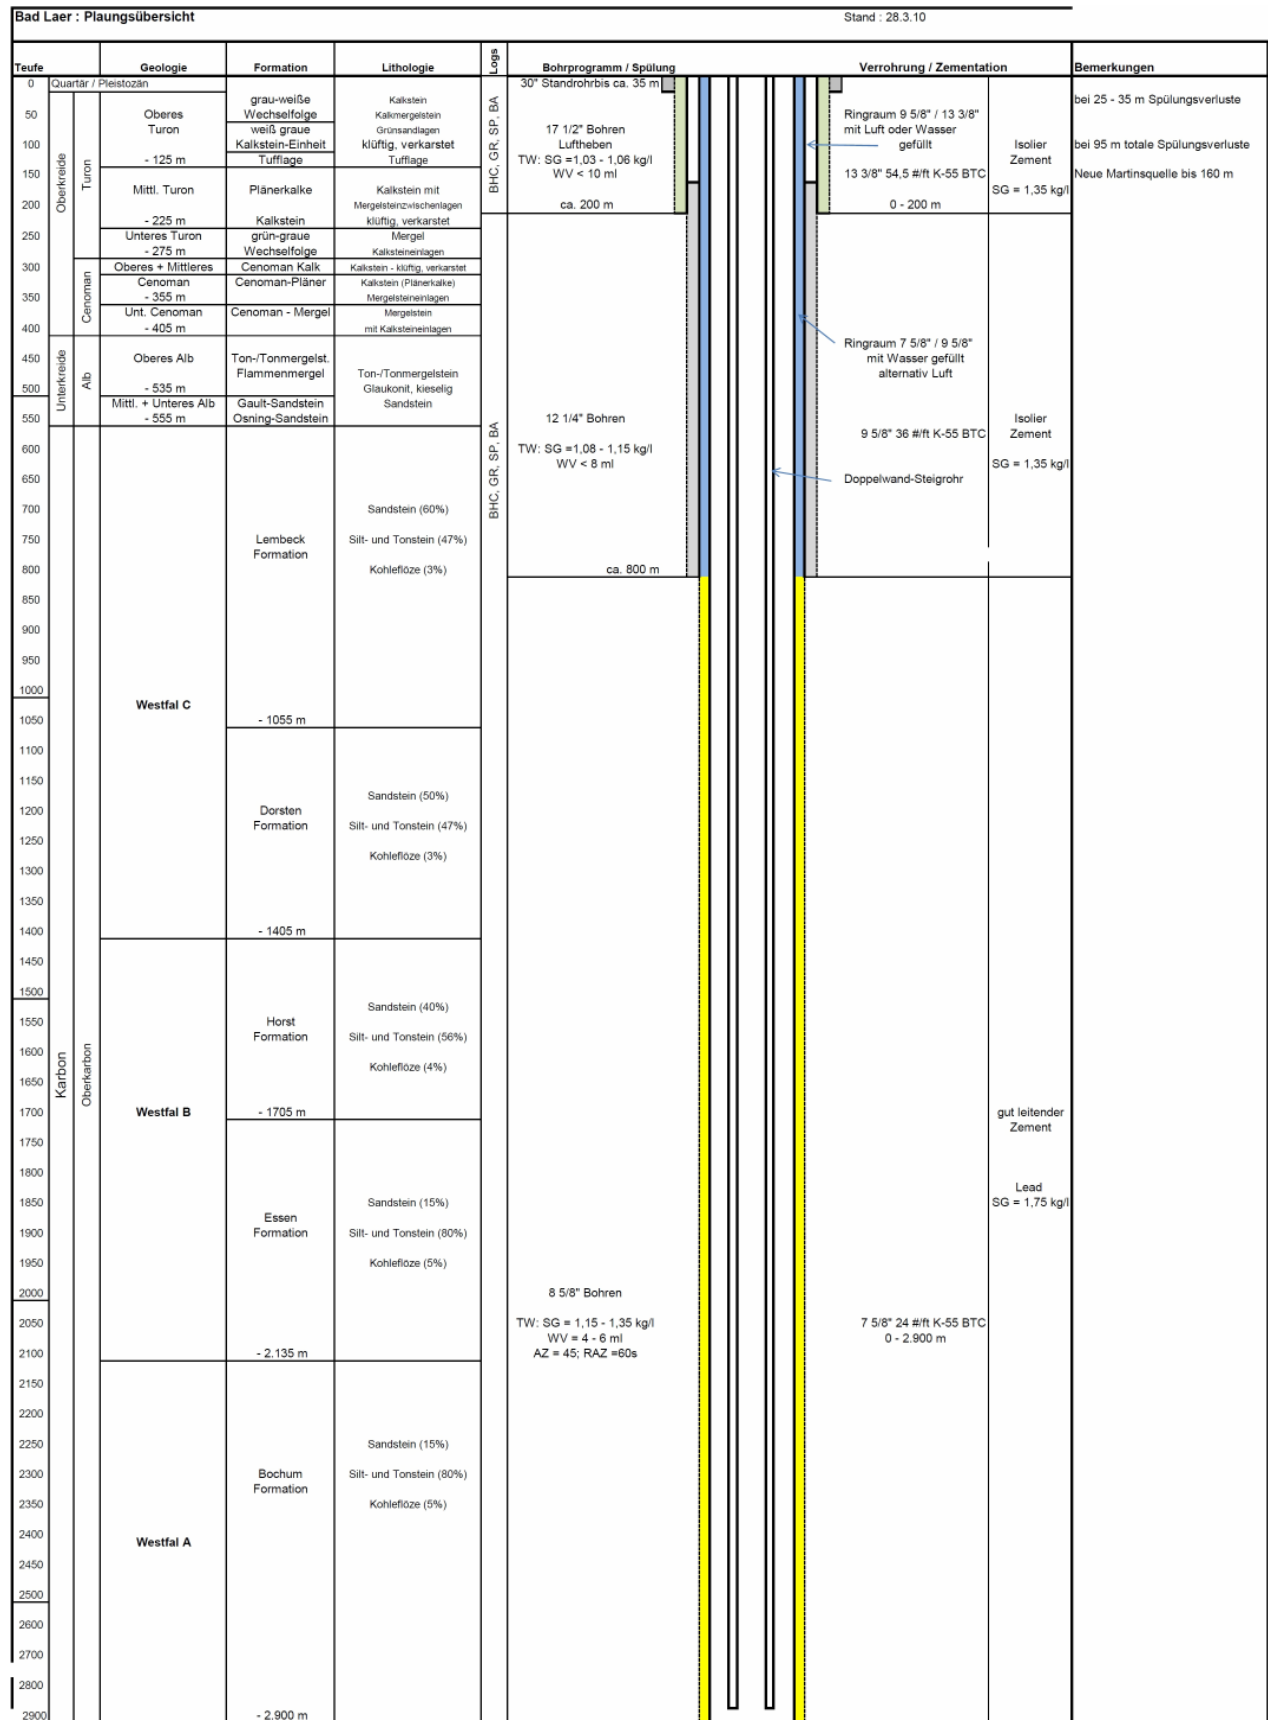 Bad Laer : Plaungsübersicht
Stand : 28.3.10
Teufe
Geologie
Formation
Lithologie
Logs
Bohrprogramm / Spülung
Verrohrung / Zementation
Bemerkungen
0
50
100
150
200
250
300
350
400
450
500
550
600
650
700
750
800
850
900
950
1000
1050
1100
1150
1200
1250
1300
1350
1400
1450
1500
1550
1600
1650
1700
1750
1800
1850
1900
1950
2000
2050
2100
2150
2200
2250
2300
2350
2400
2450
2500
2600
2700
2800
2900
Quartär / Pleistozän
Oberkreide
Unterkreide
Karbon
Turon
Cenoman
Alb
Oberkarbon
Oberes
Turon
- 125 m
Mittl. Turon
- 225 m
Unteres Turon
- 275 m
Oberes + Mittleres
Cenoman
- 355 m
Unt. Cenoman
- 405 m
Oberes Alb
- 535 m
Mittl. + Unteres Alb
- 555 m
Westfal C
Westfal B
Westfal A
grau-weiße
Wechselfolge
weiß graue
Kalkstein-Einheit
Tufflage
Plänerkalke
Kalkstein
grün-graue
Wechselfolge
Cenoman Kalk
Cenoman-Pläner
Cenoman - Mergel
Ton-/Tonmergelst.
Flammenmergel
Gault-Sandstein
Osning-Sandstein
Lembeck
Formation
- 1055 m
Dorsten
Formation
- 1405 m
Horst
Formation
- 1705 m
Essen
Formation
- 2.135 m
Bochum
Formation
- 2.900 m
Kalkstein
Kalkmergelstein
Grünsandlagen
klüftig, verkarstet
Tufflage
Kalkstein mit
Mergelsteinzwischenlagen
klüftig, verkarstet
Mergel
Kalksteineinlagen
Kalkstein - klüftig, verkarstet
Kalkstein (Plänerkalke)
Mergelsteineinlagen
Mergelstein
mit Kalksteineinlagen
Ton-/Tonmergelstein
Glaukonit, kieselig
Sandstein
Sandstein (60%)
Silt- und Tonstein (47%)
Kohleflöze (3%)
Sandstein (50%)
Silt- und Tonstein (47%)
Kohleflöze (3%)
Sandstein (40%)
Silt- und Tonstein (56%)
Kohleflöze (4%)
Sandstein (15%)
Silt- und Tonstein (80%)
Kohleflöze (5%)
Sandstein (15%)
Silt- und Tonstein (80%)
Kohleflöze (5%)
BHC, GR, SP, BA
BHC, GR, SP, BA
30" Standrohrbis ca. 35 m
17 1/2" Bohren
Luftheben
TW: SG =1,03 - 1,06 kg/l
WV < 10 ml
ca. 200 m
12 1/4" Bohren
TW: SG =1,08 - 1,15 kg/l
WV < 8 ml
ca. 800 m
8 5/8" Bohren
TW: SG = 1,15 - 1,35 kg/l
WV = 4 - 6 ml
AZ = 45; RAZ =60s
Ringraum 9 5/8" / 13 3/8"
mit Luft oder Wasser
gefüllt
13 3/8" 54,5 #/ft K-55 BTC
0 - 200 m
Ringraum 7 5/8" / 9 5/8"
mit Wasser gefüllt
alternativ Luft
9 5/8" 36 #/ft K-55 BTC
Doppelwand-Steigrohr
7 5/8" 24 #/ft K-55 BTC
0 - 2.900 m
Isolier
Zement
SG = 1,35 kg/l
Isolier
Zement
SG = 1,35 kg/l
gut leitender
Zement
Lead
SG = 1,75 kg/l
bei 25 - 35 m Spülungsverluste
bei 95 m totale Spülungsverluste
Neue Martinsquelle bis 160 m